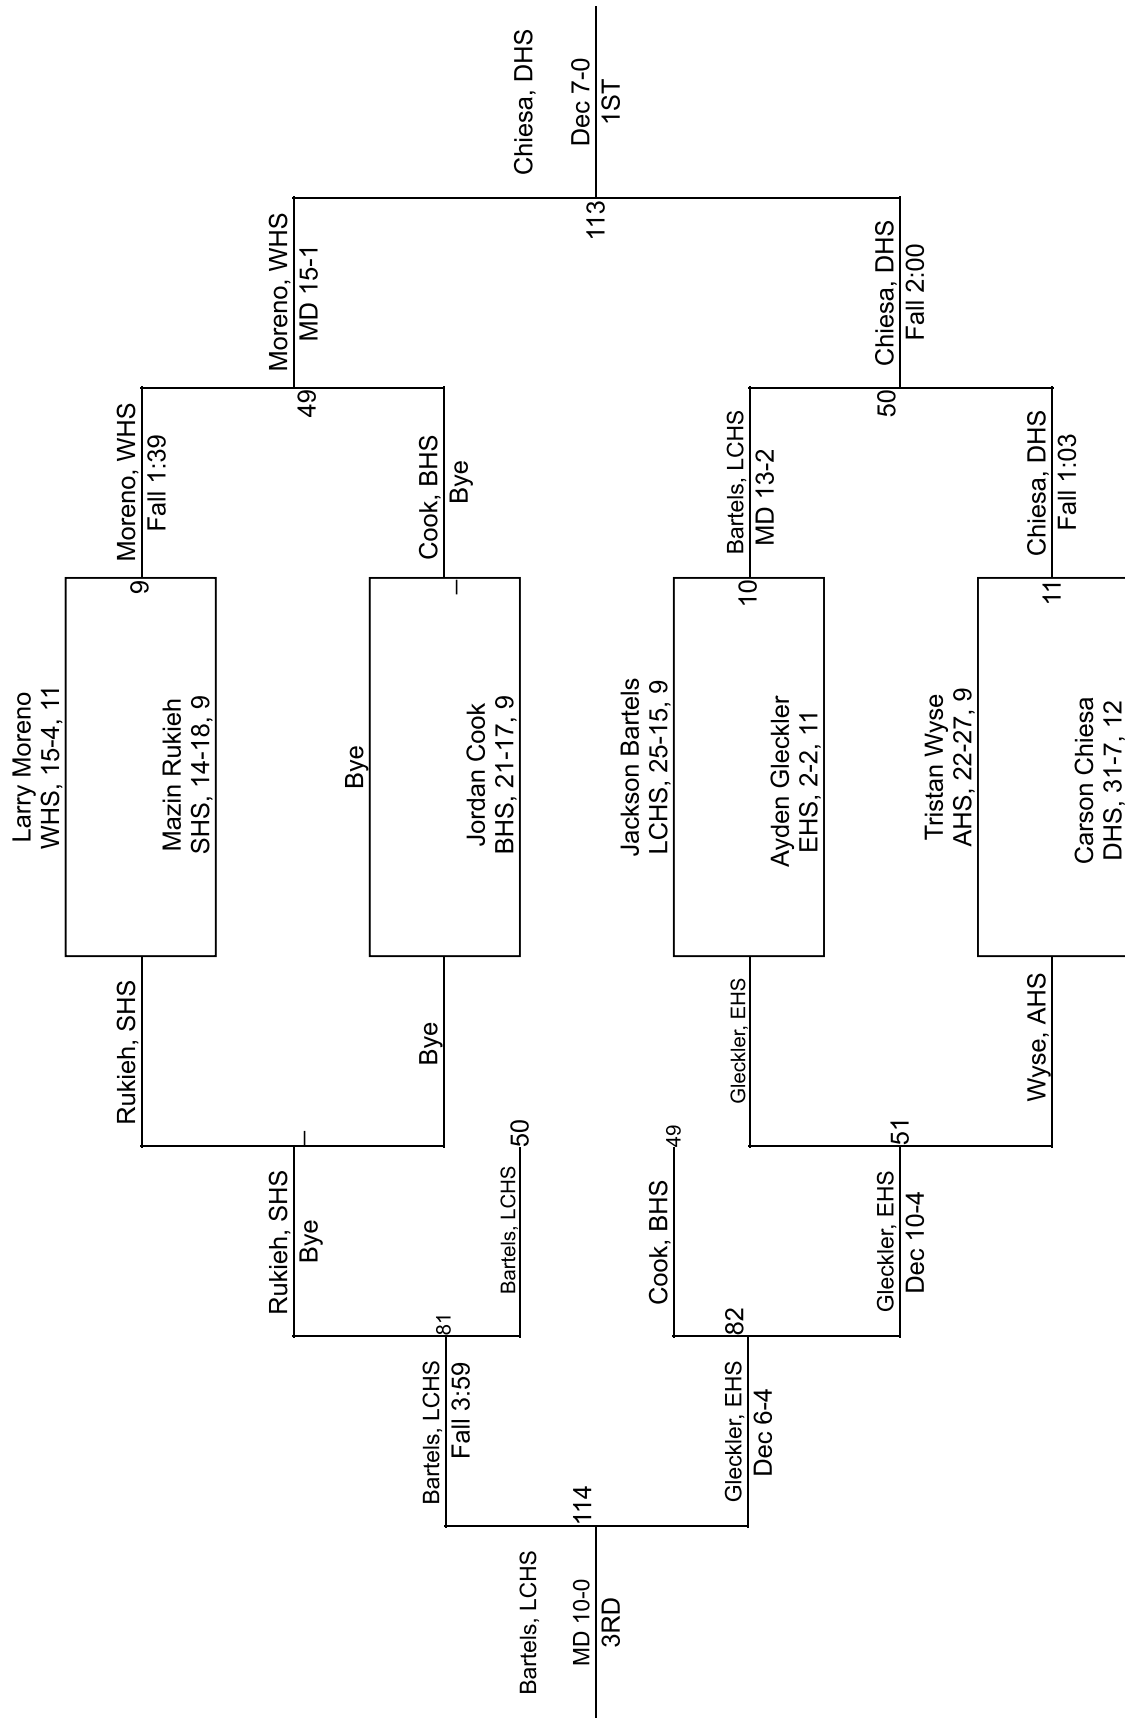 Larry Moreno
WHS, 15-4, 11
9
Mazin Rukieh
SHS, 14-18, 9
Bye
Jordan Cook
BHS, 21-17, 9
Jackson Bartels
LCHS, 25-15, 9
10
Ayden Gleckler
EHS, 2-2, 11
Tristan Wyse
AHS, 22-27, 9
11
Carson Chiesa
DHS, 31-7, 12
Moreno, WHS
Fall 1:39
Cook, BHS
Bye
Bartels, LCHS
MD 13-2
Chiesa, DHS
Fall 1:03
49
50
Moreno, WHS
MD 15-1
Chiesa, DHS
Fall 2:00
113
Chiesa, DHS
Dec 7-0
1ST
Rukieh, SHS
Bye
Gleckler, EHS
Wyse, AHS
50
49
51
Rukieh, SHS
Bye
Bartels, LCHS
Cook, BHS
Gleckler, EHS
Dec 10-4
81
82
Bartels, LCHS
Fall 3:59
Gleckler, EHS
Dec 6-4
114
Bartels, LCHS
MD 10-0
3RD